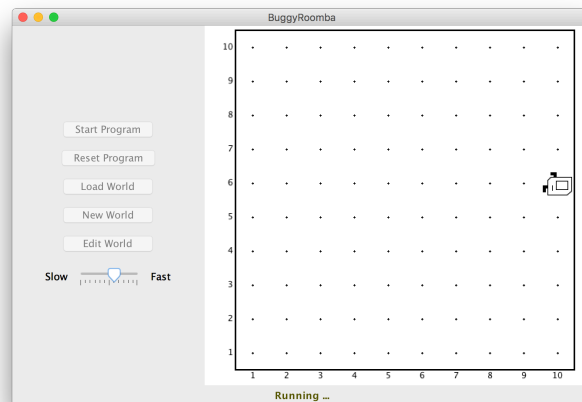 BuggyRoomba
Start Program
Reset Program
Load World
New World
Edit World
Slow Fast
10
9
8
7
6
5
4
3
2
1
1 2 3 4 5 6 7 8 9 10
Running ...